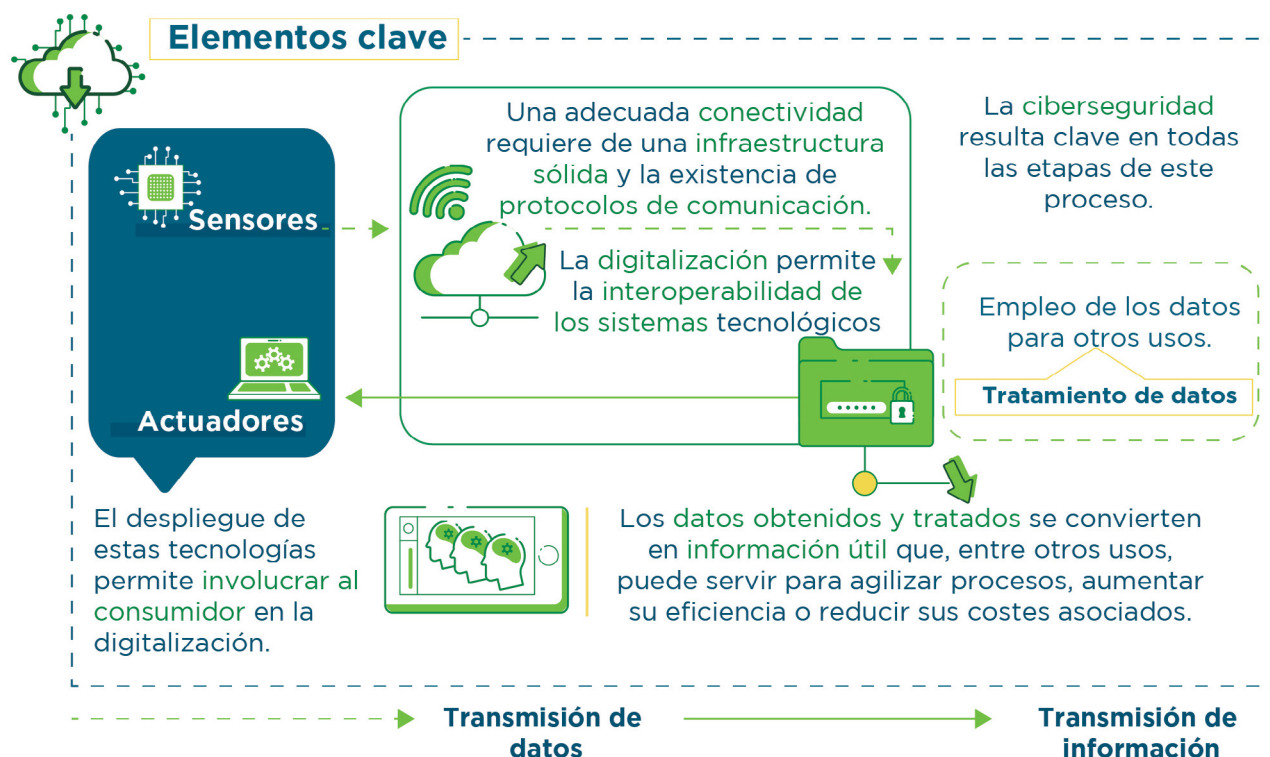 Elementos clave
Sensores
Actuadores
El despliegue de
estas tecnologías
permite involucrar al
consumidor en la
digitalización.
Una adecuada conectividad
requiere de una infraestructura
sólida y la existencia de
protocolos de comunicación.
La digitalización permite
la interoperabilidad de
los sistemas tecnológicos
La ciberseguridad
resulta clave en todas
las etapas de este
proceso.
Empleo de los datos
para otros usos.
Tratamiento de datos
Los datos obtenidos y tratados se convierten
en información útil que, entre otros usos,
puede servir para agilizar procesos, aumentar
su eficiencia o reducir sus costes asociados.
Transmisión de
datos
Transmisión de
información